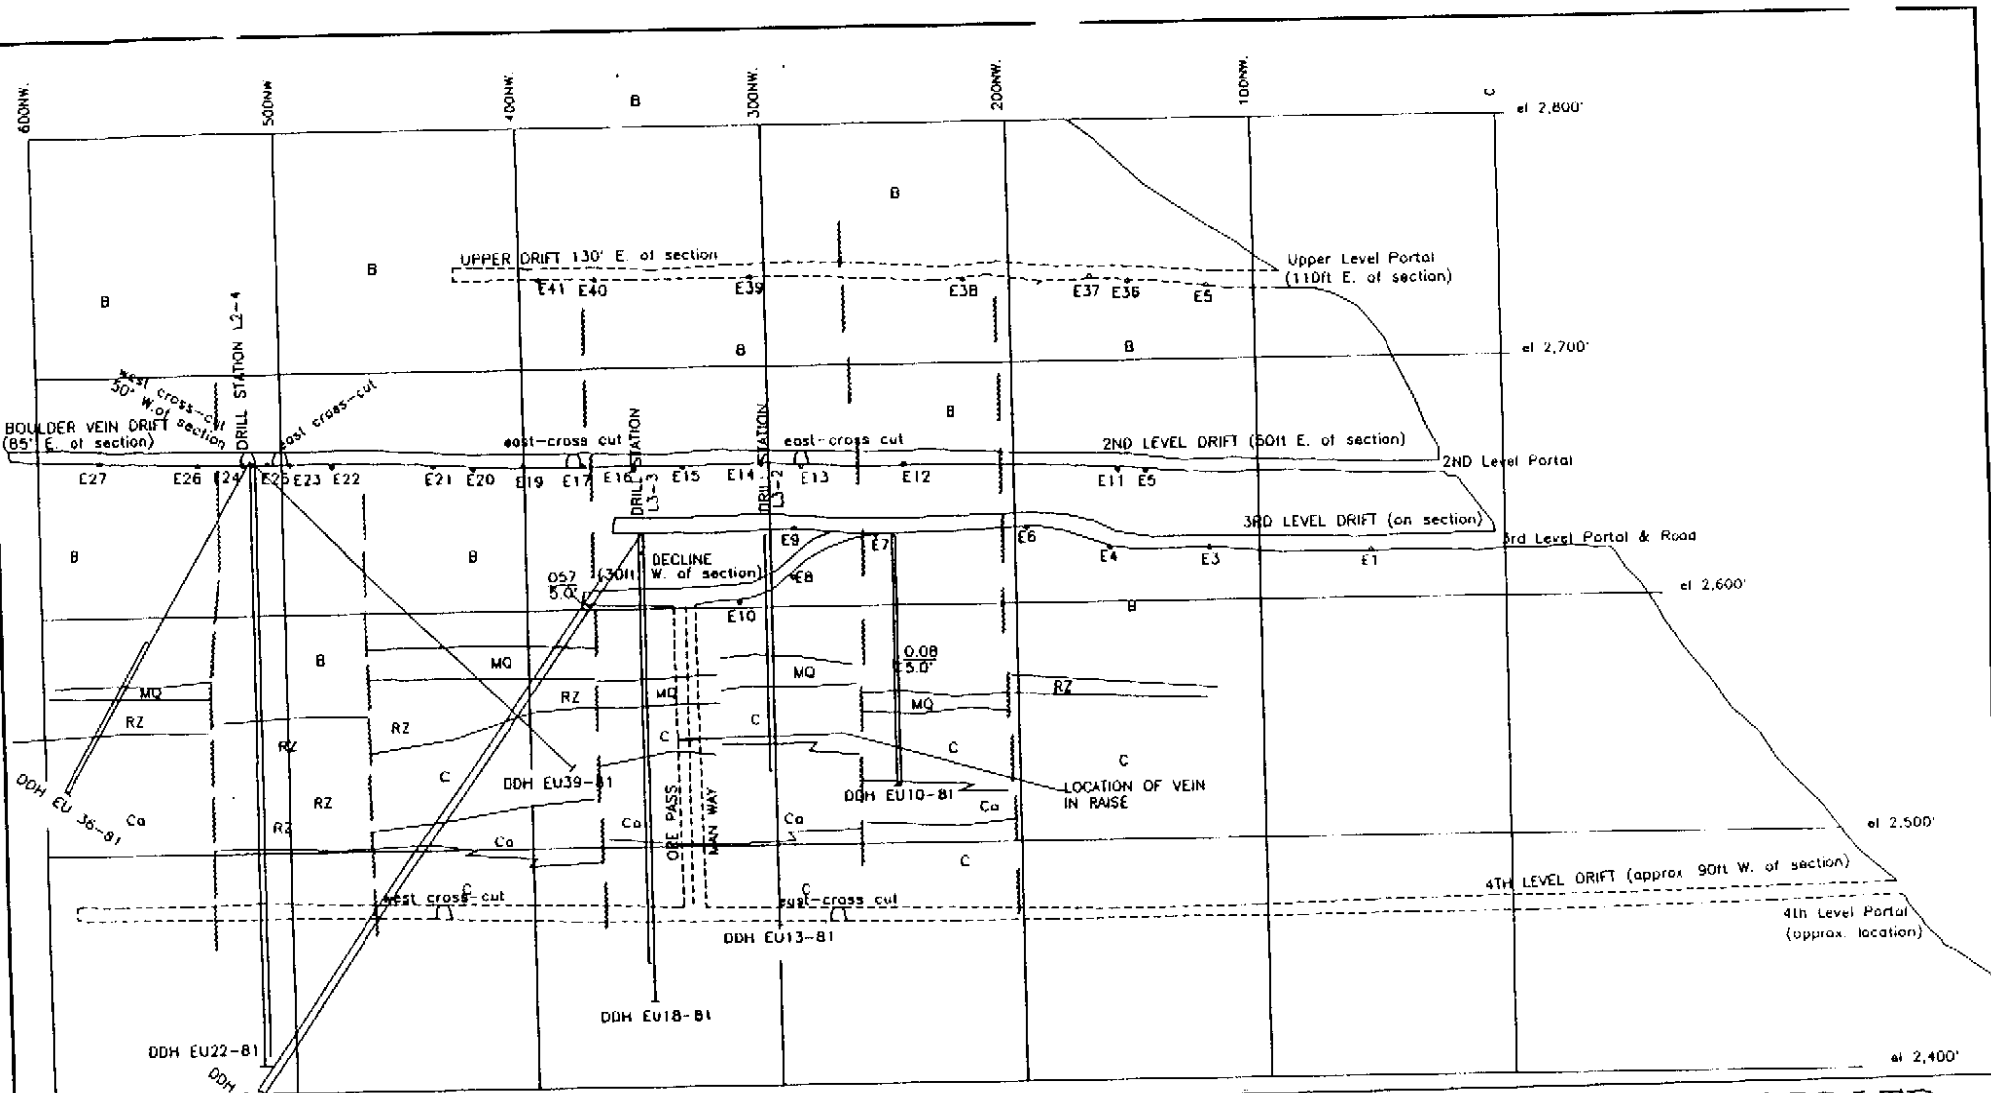 600NW.
500NW
400NW.
300NW.
200NW.
100NW.
C
el 2,800'
B
B
B
B
UPPER DRIFT 130' E. of section
Upper Level Portal
(110ft E. of section)
E41
E40
E39
E38
E37
E36
E5
B
B
el 2,700'
west cross-cut
50' W.of section
DRILL STATION L2-4
east cross-cut
BOULDER VEIN DRIFT
(85' E. of section)
east-cross cut
DRILL STATION
L3-3
DRILL STATION
L3-2
east-cross cut
B
2ND LEVEL DRIFT (50ft E. of section)
2ND Level Portal
E27
E26
E24
E25
E23
E22
E21
E20
E19
E17
E16
E15
E14
E13
E12
E11
E5
3RD LEVEL DRIFT (on section)
3rd Level Portal & Road
E9
E7
E6
E4
E3
E1
B
B
DECLINE
(30ft. W. of section)
E8
.057
5.0'
E10
B
el 2,600'
B
MQ
MQ
0.08
5.0'
MQ
RZ
MQ
RZ
MQ
RZ
RZ
RZ
C
C
C
C
C
DDH EU39-81
DDH EU10-81
LOCATION OF VEIN
IN RAISE
DDH EU 36-81
Ca
RZ
RZ
Ca
Ca
ORE PASS
MAN WAY
Ca
Ca
C
el 2,500'
C
west cross-cut
C
east-cross cut
4TH LEVEL DRIFT (approx 90ft W. of section)
4th Level Portal
(approx. location)
DDH EU13-81
DDH EU18-81
DDH EU22-81
DDH
el 2,400'